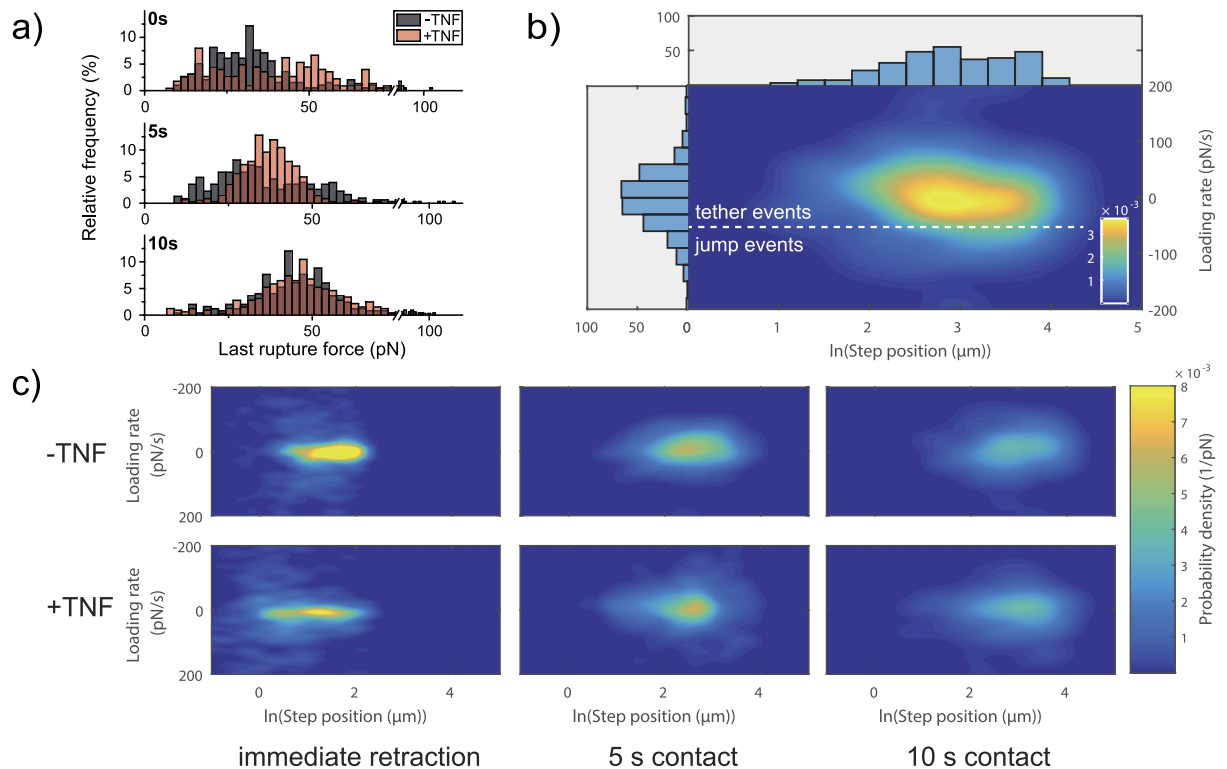 a)
0s
-TNF
+TNF
10
5
0
0
50
100
5s
10
5
0
0
50
100
10s
10
5
0
0
50
100
Relative frequency (%)
Last rupture force (pN)
b)
100
50
200
100
0
-100
-200
Loading rate (pN/s)
tether events
jump events
× 10⁻³
3
2
1
100
50
0
0
1
2
3
4
5
ln(Step position (μm))
c)
-TNF
-200
0
200
Loading rate
(pN/s)
+TNF
-200
0
200
Loading rate
(pN/s)
0
2
4
0
2
4
0
2
4
ln(Step position (μm))
ln(Step position (μm))
ln(Step position (μm))
immediate retraction
5 s contact
10 s contact
× 10⁻³
8
7
6
5
4
3
2
1
Probability density (1/pN)